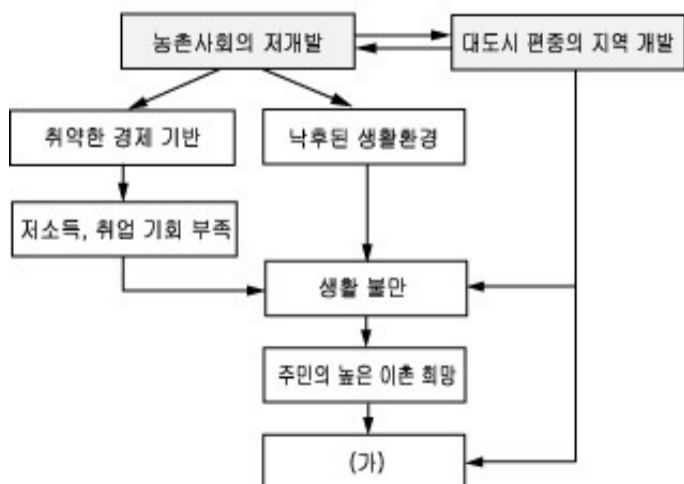 농촌사회의 저개발
대도시 편중의 지역 개발
취약한 경제 기반
낙후된 생활환경
저소득, 취업 기회 부족
생활 불만
주민의 높은 이촌 희망
(가)